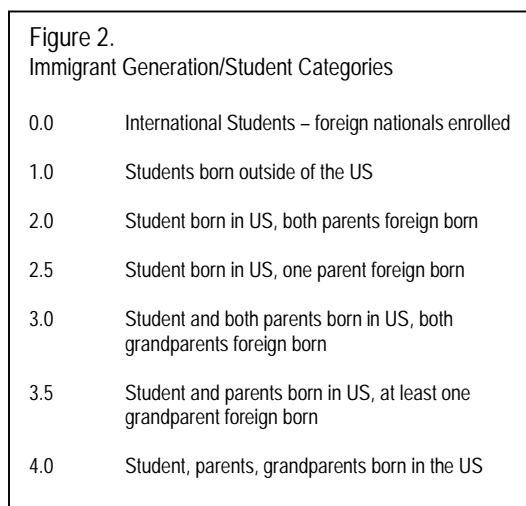 Figure 2.
Immigrant Generation/Student Categories
0.0 International Students – foreign nationals enrolled
1.0 Students born outside of the US
2.0 Student born in US, both parents foreign born
2.5 Student born in US, one parent foreign born
3.0 Student and both parents born in US, both
grandparents foreign born
3.5 Student and parents born in US, at least one
grandparent foreign born
4.0 Student, parents, grandparents born in the US